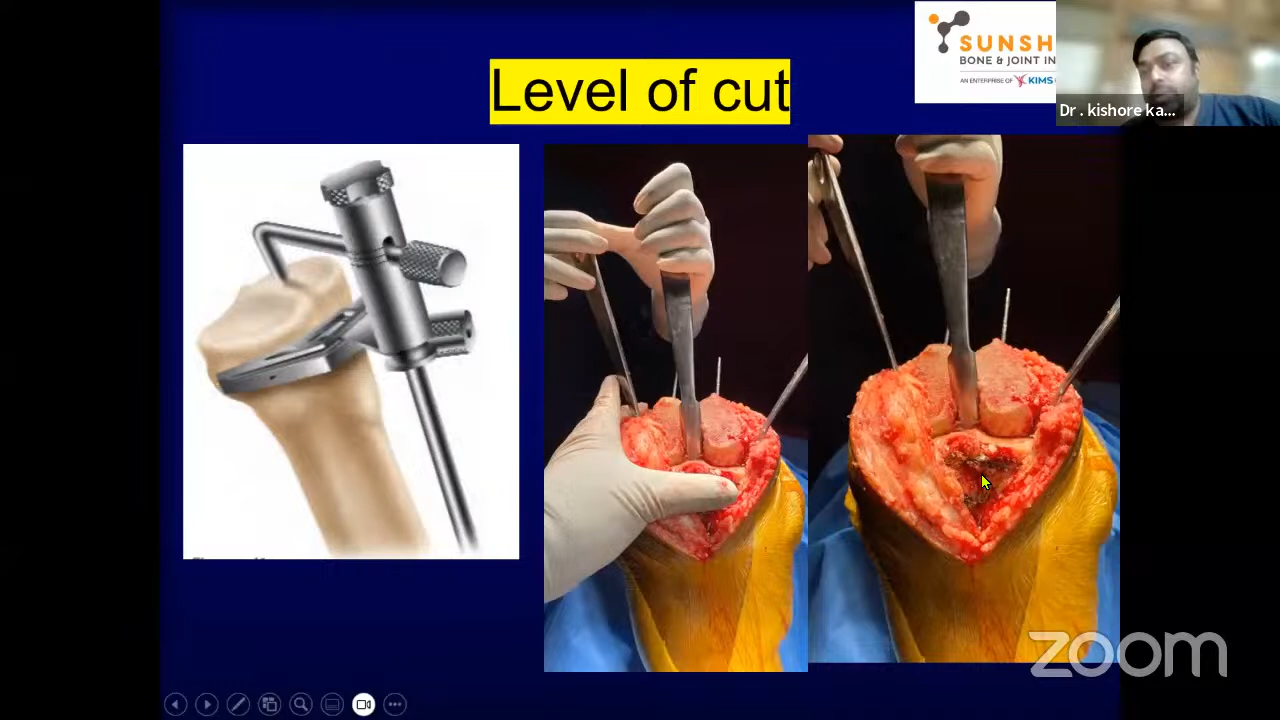 Level of cut
SUNSH
BONE & JOINT IN
AN ENTERPRISE OF KIMS
Dr . kishore ka...
zoom